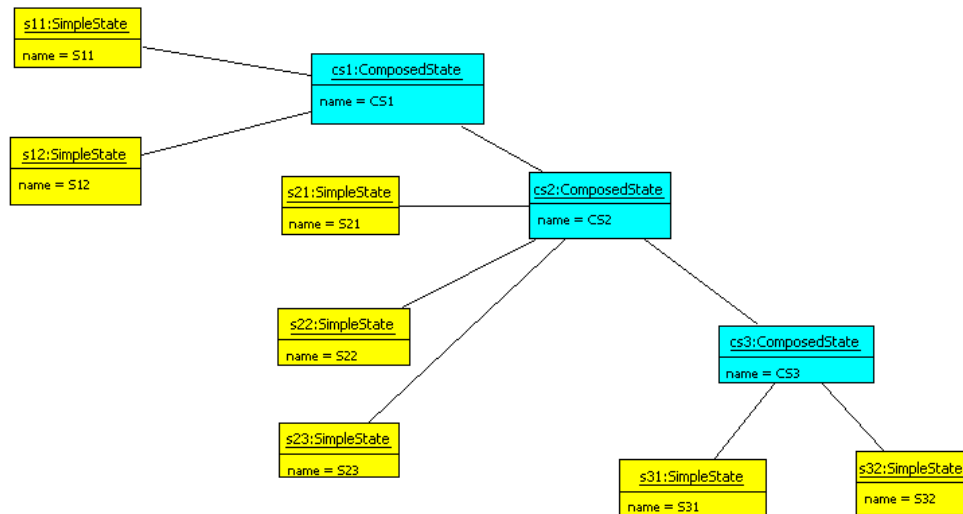 s11:SimpleState
name = S11
cs1:ComposedState
name = CS1
s12:SimpleState
name = S12
s21:SimpleState
name = S21
cs2:ComposedState
name = CS2
s22:SimpleState
name = S22
cs3:ComposedState
name = CS3
s23:SimpleState
name = S23
s31:SimpleState
name = S31
s32:SimpleState
name = S32